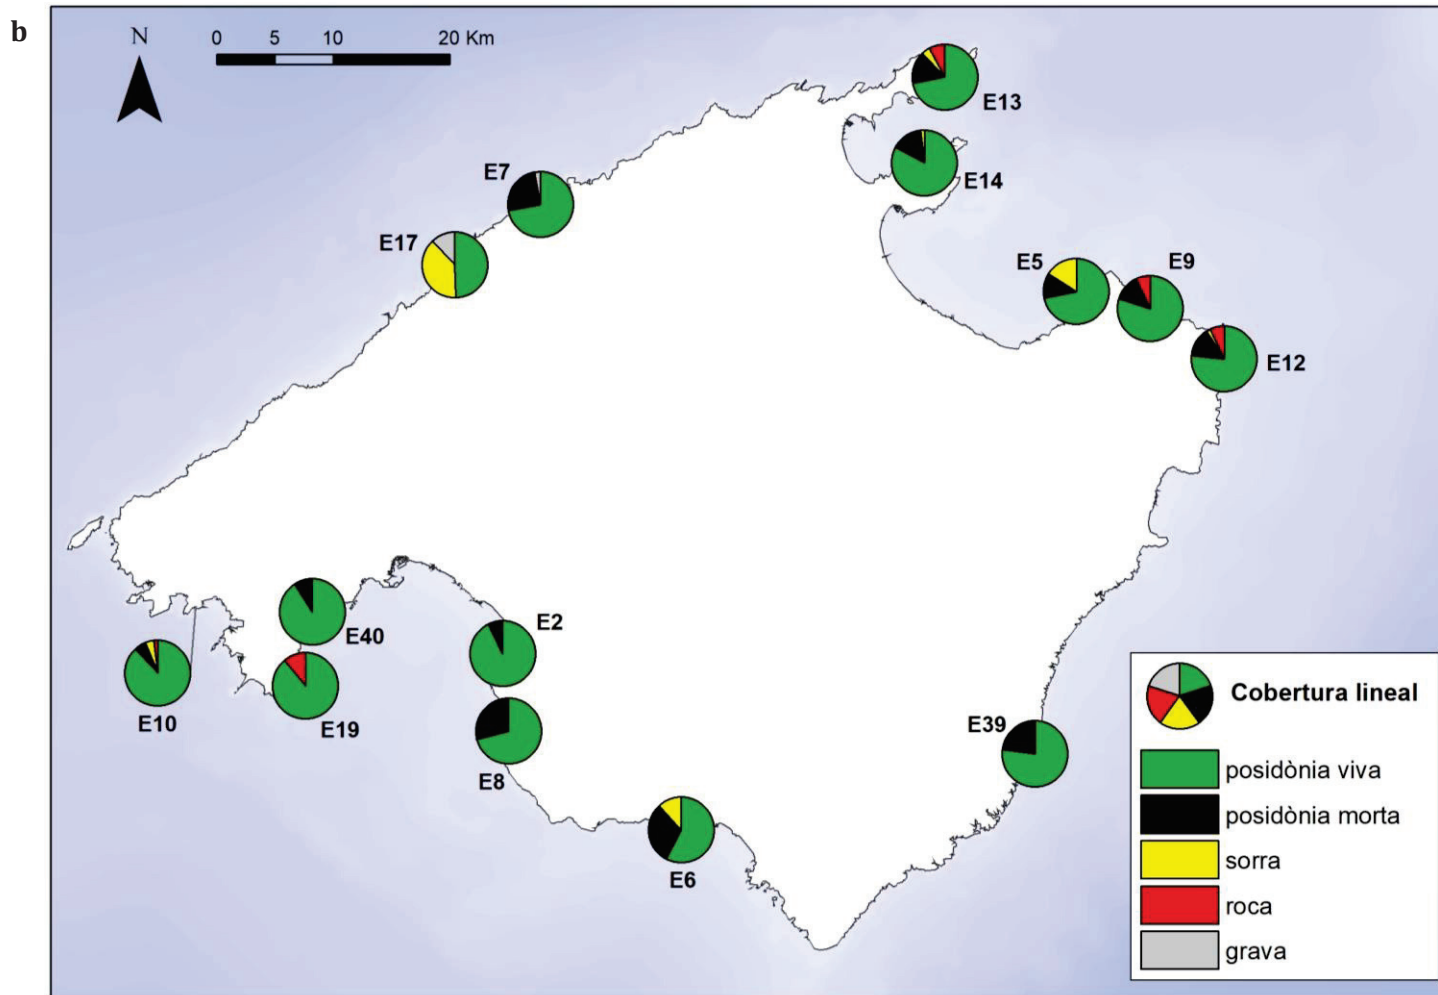 b
N
0 5 10 20 Km
E13
E14
E7
E17
E5
E9
E12
E40
E2
E10
E19
E8
E39
E6
Cobertura lineal
posidònia viva
posidònia morta
sorra
roca
grava